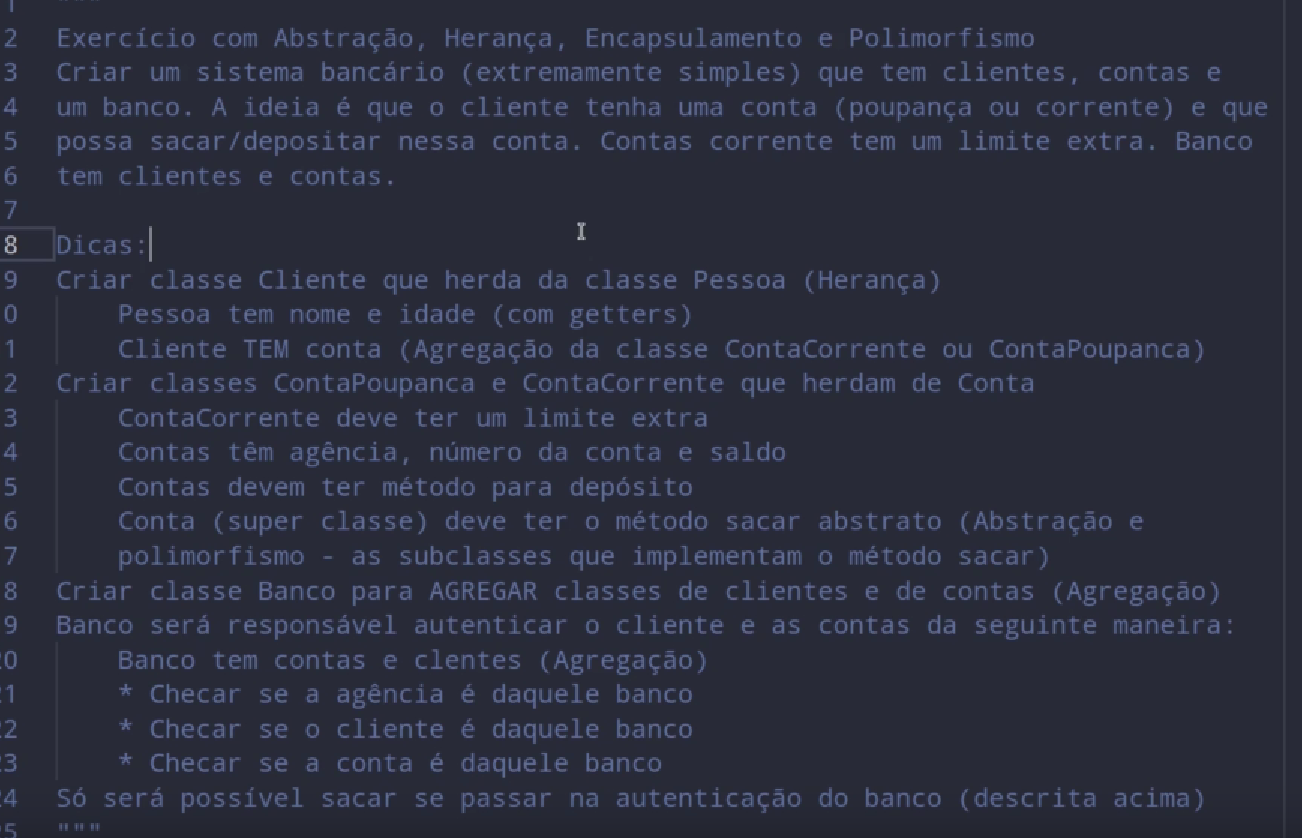 1 """
2 Exercício com Abstração, Herança, Encapsulamento e Polimorfismo
3 Criar um sistema bancário (extremamente simples) que tem clientes, contas e
4 um banco. A ideia é que o cliente tenha uma conta (poupança ou corrente) e que
5 possa sacar/depositar nessa conta. Contas corrente tem um limite extra. Banco
6 tem clientes e contas.
7
8 Dicas:
9 Criar classe Cliente que herda da classe Pessoa (Herança)
0     Pessoa tem nome e idade (com getters)
1     Cliente TEM conta (Agregação da classe ContaCorrente ou ContaPoupanca)
2 Criar classes ContaPoupanca e ContaCorrente que herdam de Conta
3     ContaCorrente deve ter um limite extra
4     Contas têm agência, número da conta e saldo
5     Contas devem ter método para depósito
6     Conta (super classe) deve ter o método sacar abstrato (Abstração e
7     polimorfismo - as subclasses que implementam o método sacar)
8 Criar classe Banco para AGREGAR classes de clientes e de contas (Agregação)
9 Banco será responsável autenticar o cliente e as contas da seguinte maneira:
20     Banco tem contas e clentes (Agregação)
21     * Checar se a agência é daquele banco
22     * Checar se o cliente é daquele banco
23     * Checar se a conta é daquele banco
24 Só será possível sacar se passar na autenticação do banco (descrita acima)
25 """